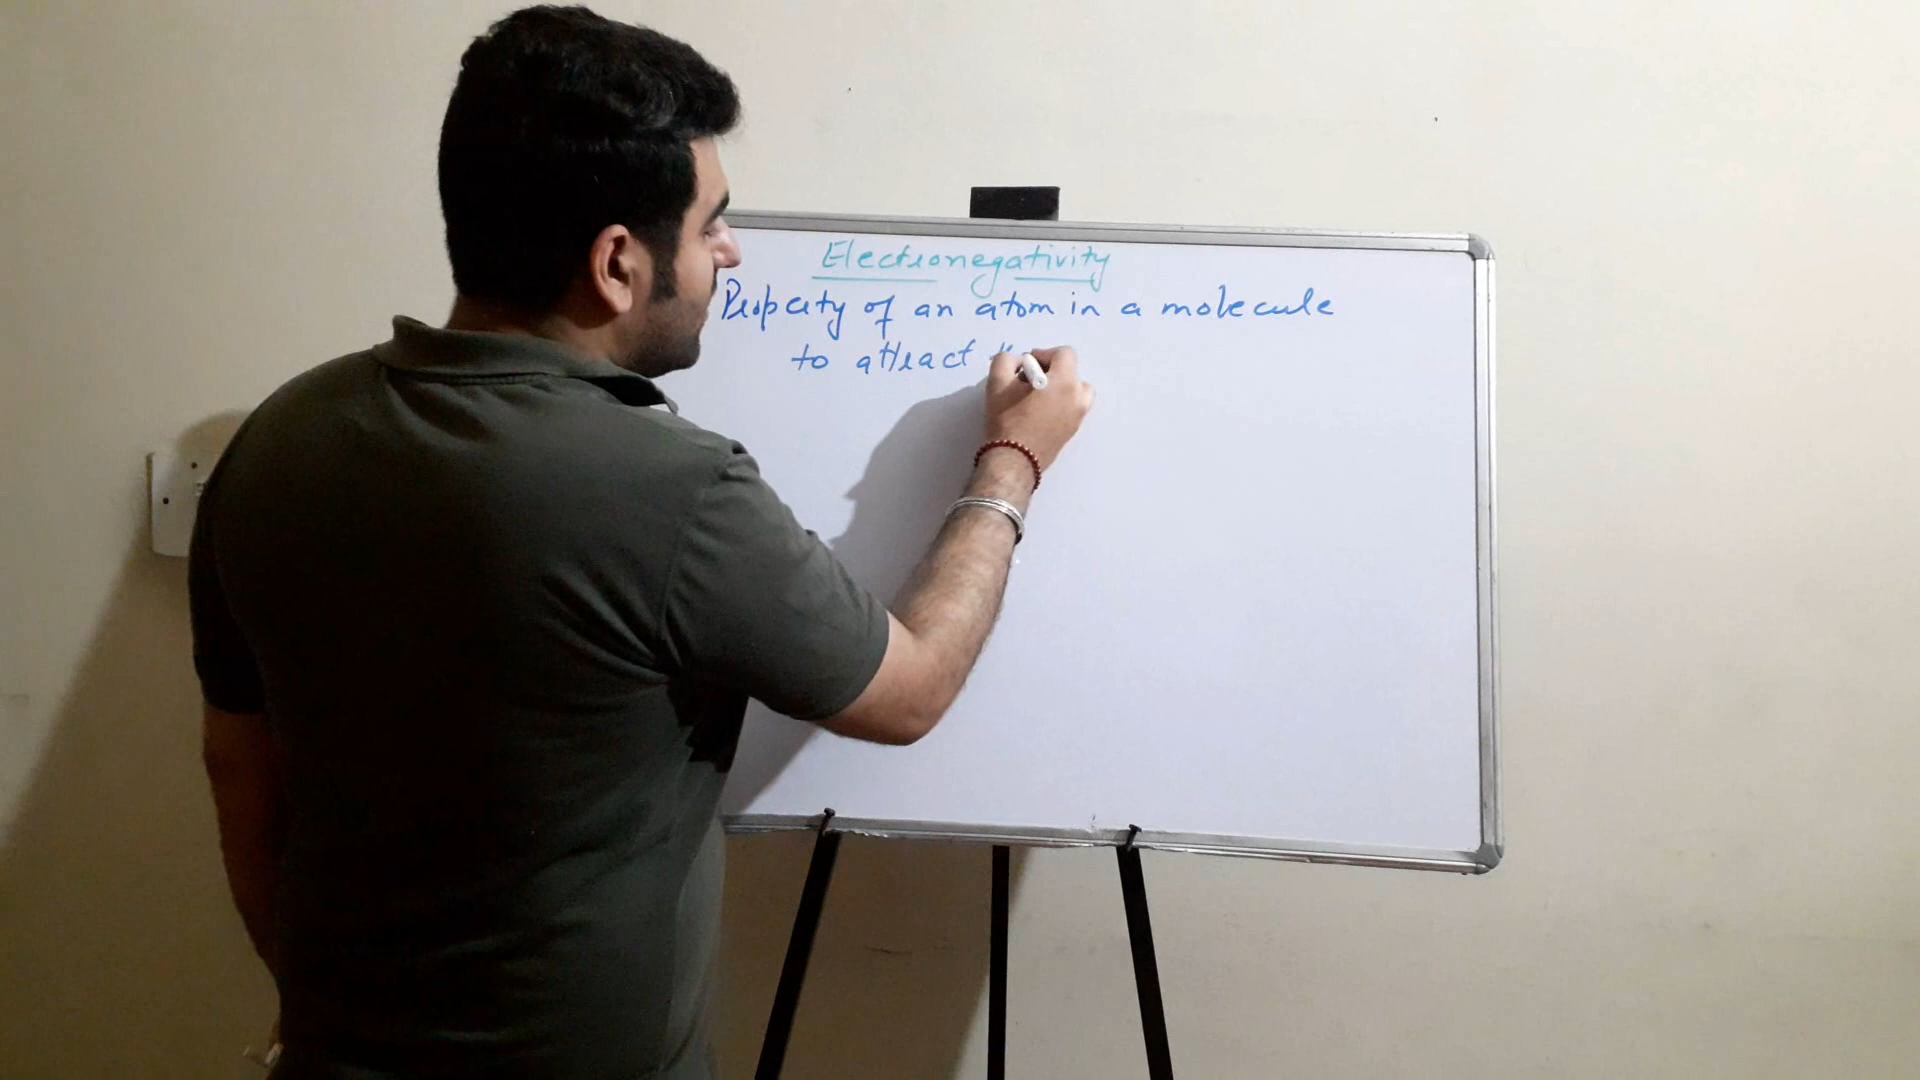 Electronegativity
Property of an atom in a molecule
to attract